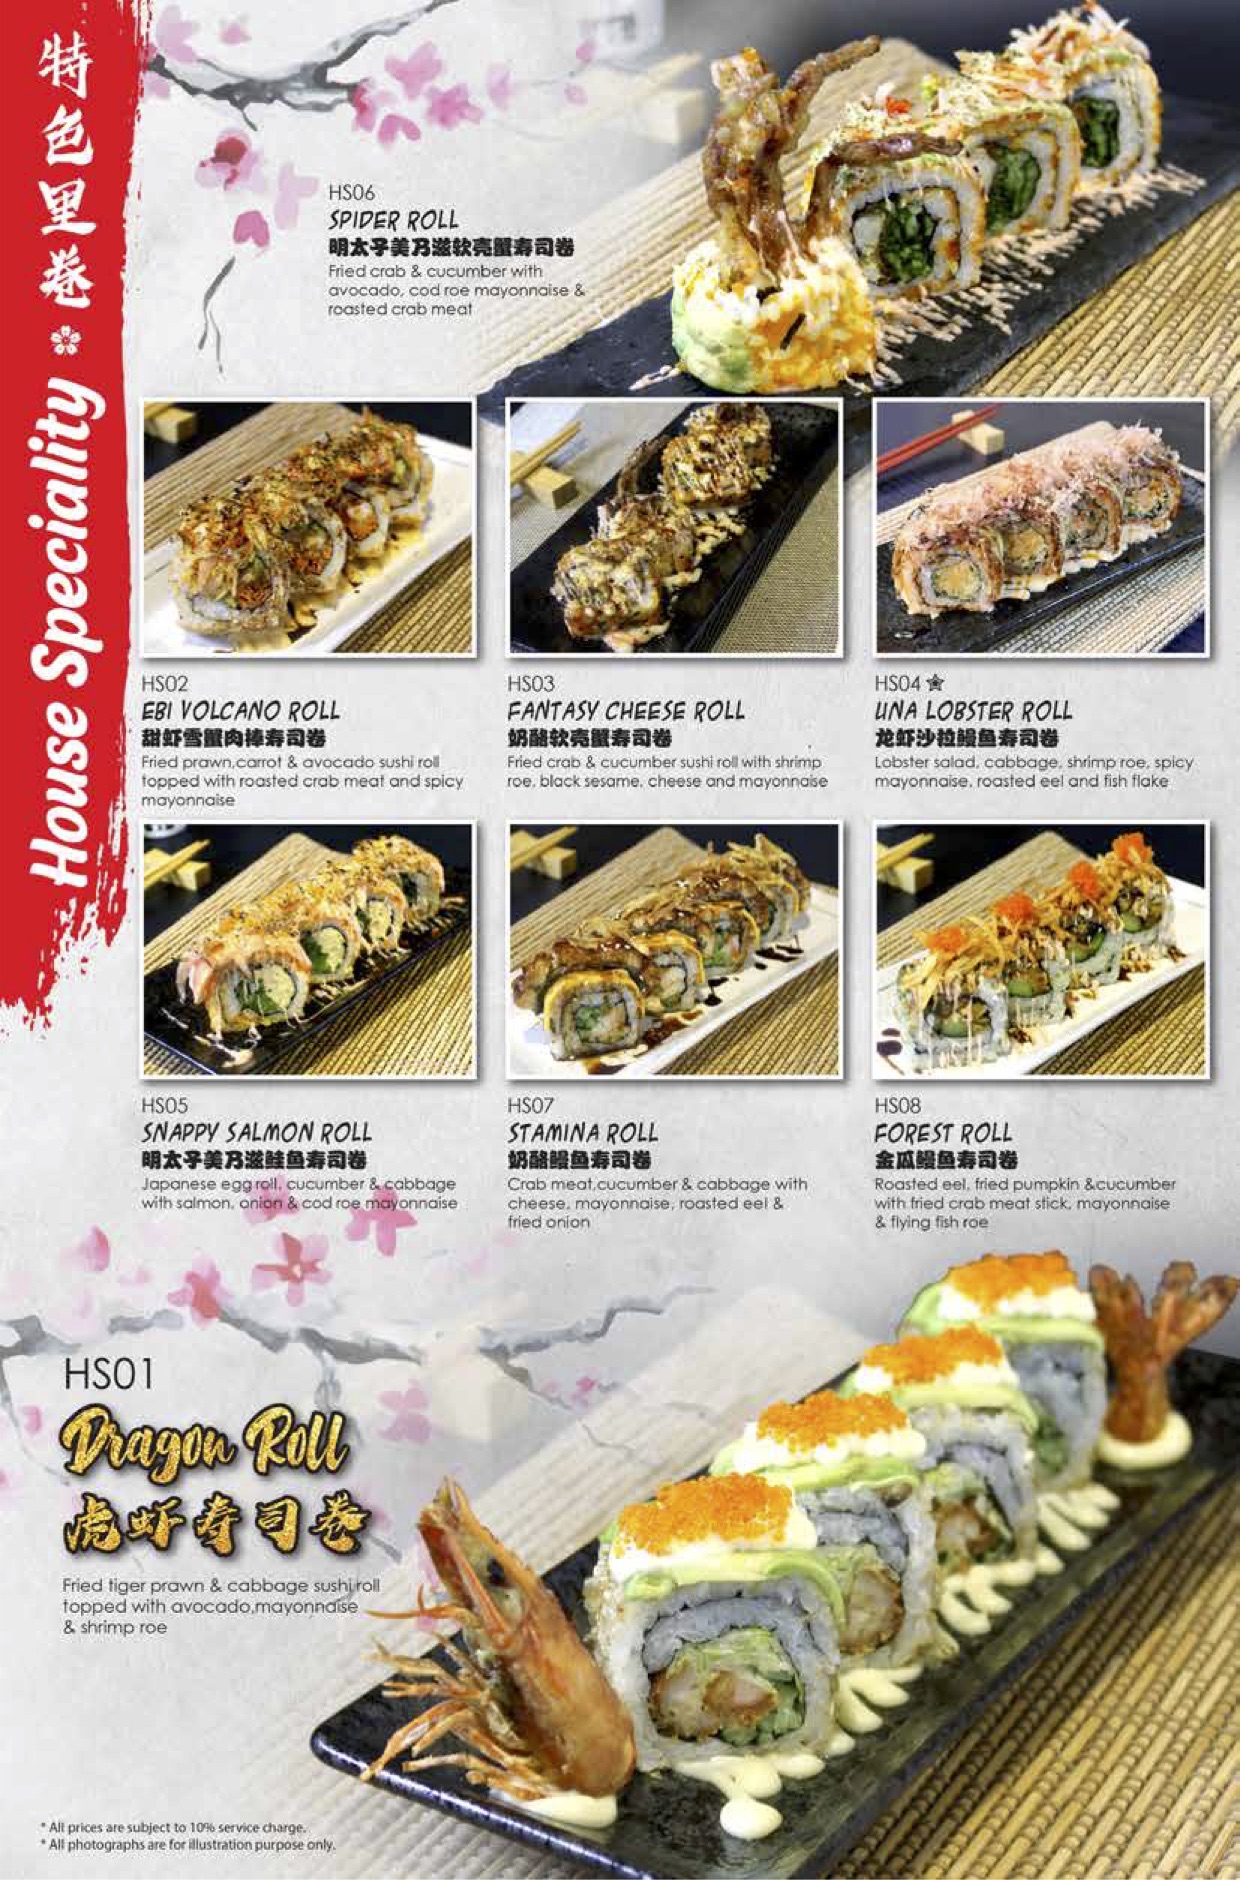 特色里卷
House Speciality
HS06
SPIDER ROLL
明太子美乃滋软壳蟹寿司卷
Fried crab & cucumber with
avocado, cod roe mayonnaise &
roasted crab meat
HS02
EBI VOLCANO ROLL
甜虾雪蟹肉棒寿司卷
Fried prawn,carrot & avocado sushi roll
topped with roasted crab meat and spicy
mayonnaise
HS03
FANTASY CHEESE ROLL
奶酪软壳蟹寿司卷
Fried crab & cucumber sushi roll with shrimp
roe, black sesame, cheese and mayonnaise
HS04
UNA LOBSTER ROLL
龙虾沙拉鳗鱼寿司卷
Lobster salad, cabbage, shrimp roe, spicy
mayonnaise, roasted eel and fish flake
HS05
SNAPPY SALMON ROLL
明太子美乃滋鲑鱼寿司卷
Japanese egg roll, cucumber & cabbage
with salmon, onion & cod roe mayonnaise
HS07
STAMINA ROLL
奶酪鳗鱼寿司卷
Crab meat,cucumber & cabbage with
cheese, mayonnaise, roasted eel &
fried onion
HS08
FOREST ROLL
金瓜鳗鱼寿司卷
Roasted eel, fried pumpkin &cucumber
with fried crab meat stick, mayonnaise
& flying fish roe
HS01
Dragon Roll
虎虾寿司卷
Fried tiger prawn & cabbage sushi roll
topped with avocado,mayonnaise
& shrimp roe
* All prices are subject to 10% service charge.
* All photographs are for illustration purpose only.